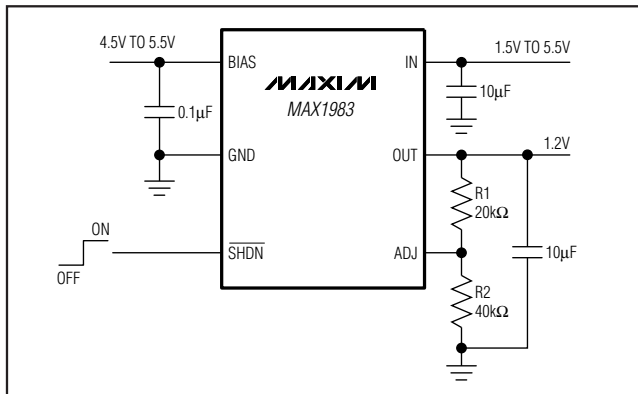 4.5V TO 5.5V
BIAS
IN
1.5V TO 5.5V
MAXIM
MAX1983
0.1μF
10μF
GND
OUT
1.2V
R1
20kΩ
ON
OFF
SHDN
ADJ
10μF
R2
40kΩ